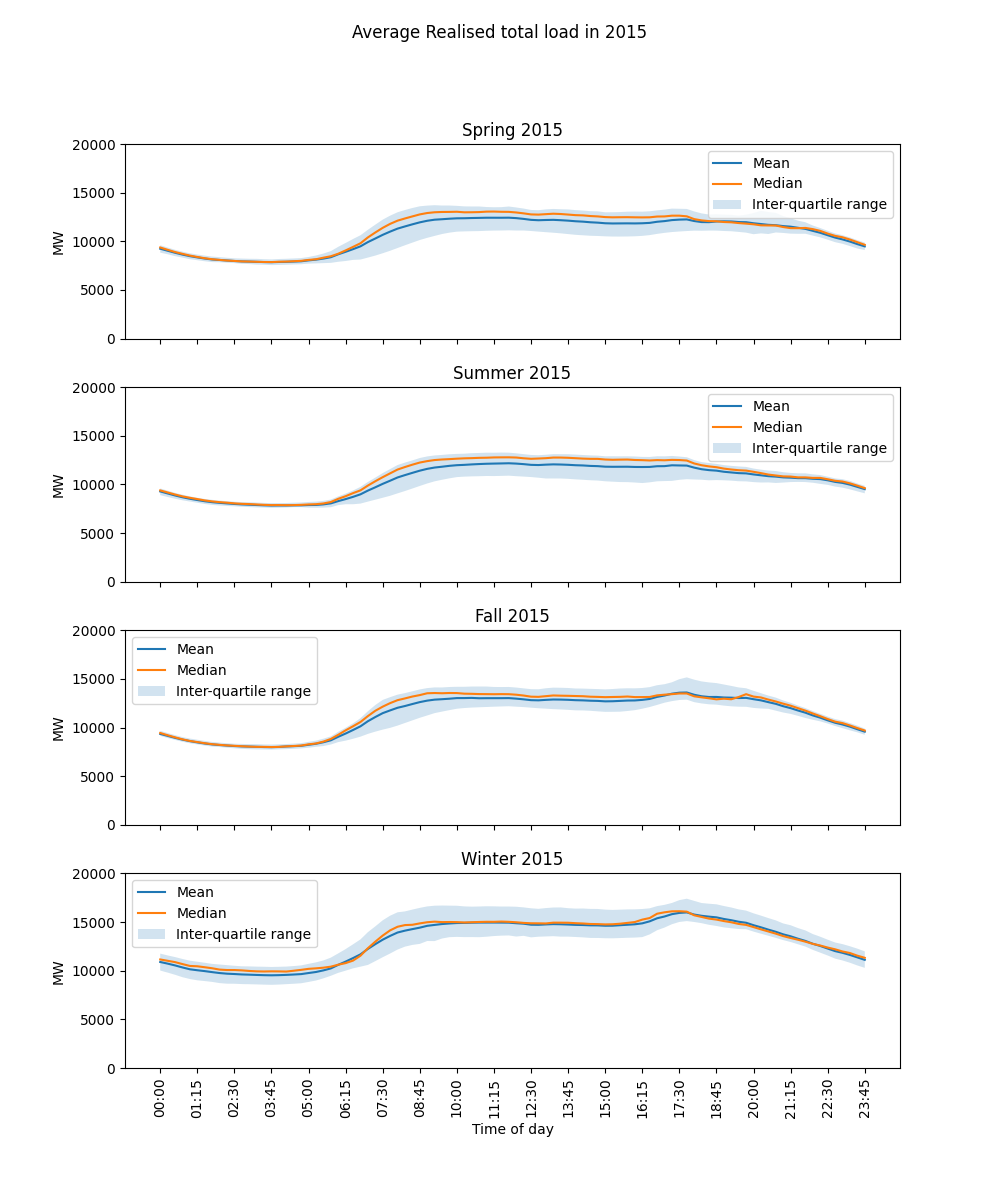 Average Realised total load in 2015
Spring 2015
20000
15000
10000
5000
0
MW
Mean
Median
Inter-quartile range
Summer 2015
20000
15000
10000
5000
0
MW
Mean
Median
Inter-quartile range
Fall 2015
20000
15000
10000
5000
0
MW
Mean
Median
Inter-quartile range
Winter 2015
20000
15000
10000
5000
0
MW
Mean
Median
Inter-quartile range
00:00
01:15
02:30
03:45
05:00
06:15
07:30
08:45
10:00
11:15
12:30
13:45
15:00
16:15
17:30
18:45
20:00
21:15
22:30
23:45
Time of day